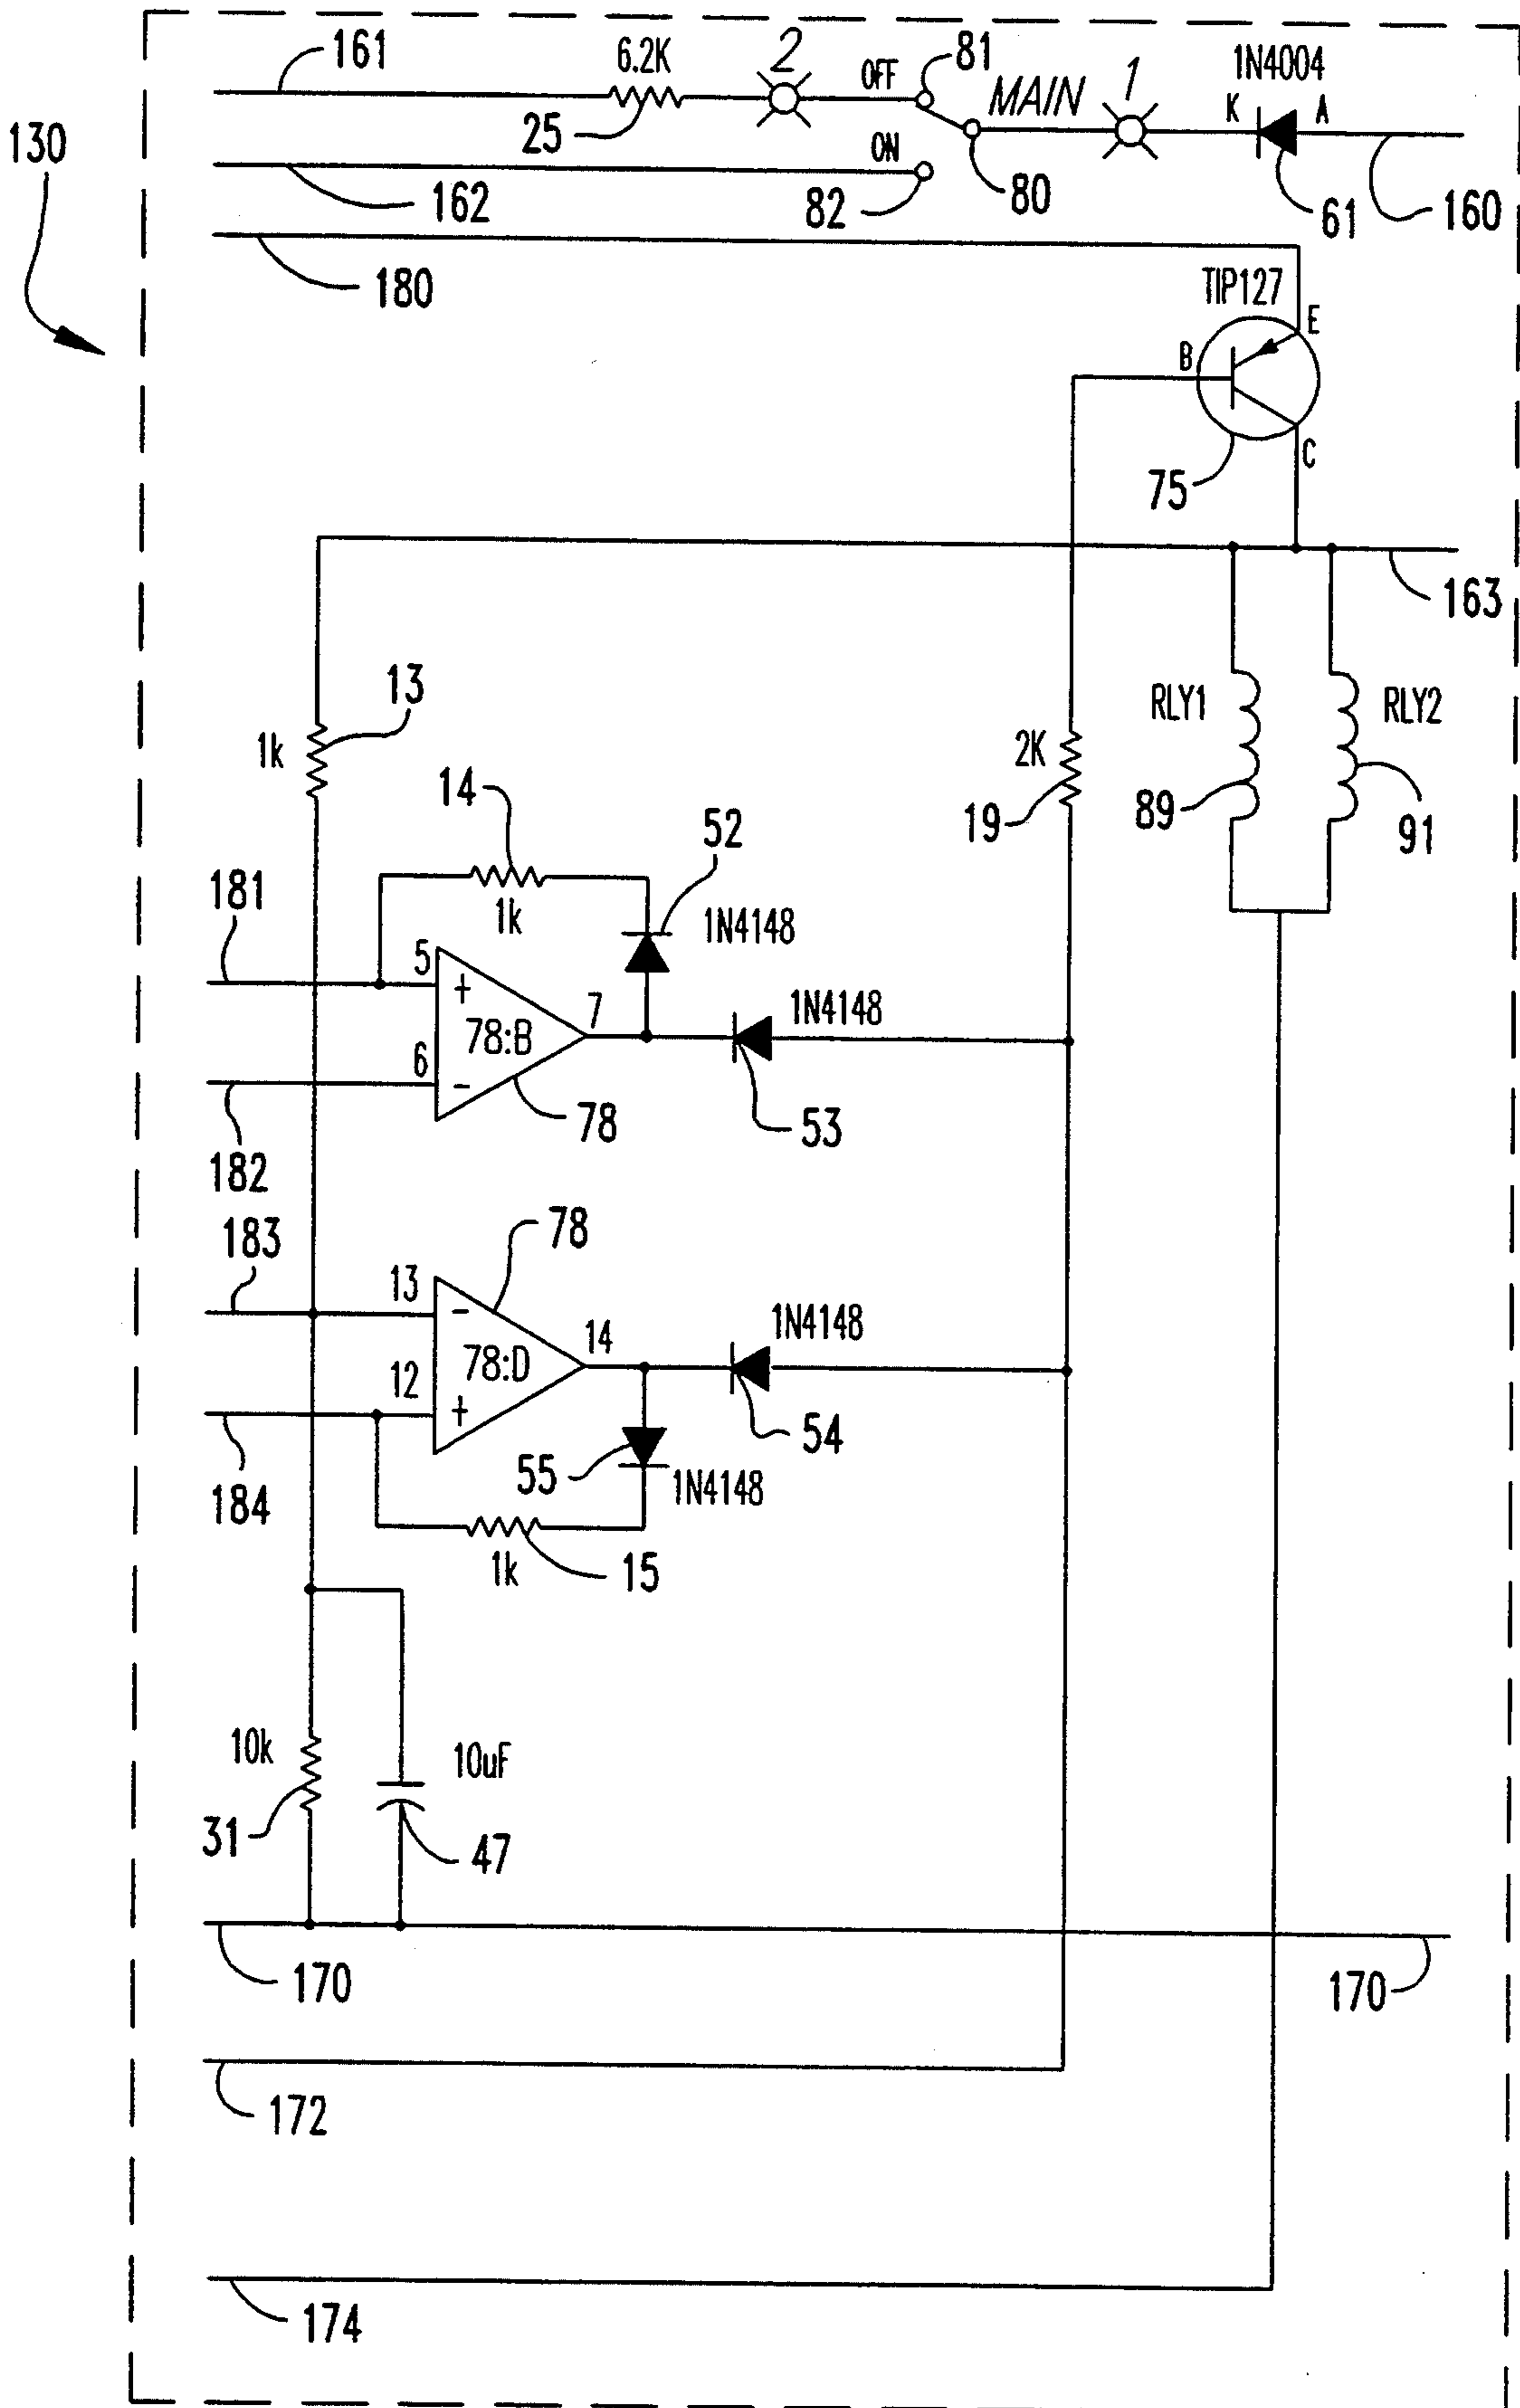 161
6.2K
2
OFF
81
MAIN
1
1N4004
K
A
130
25
ON
162
82
80
61
160
180
TIP127
E
B
75
C
163
13
1k
14
RLY1
RLY2
2K
52
19
89
91
181
1k
1N4148
5
+
7
1N4148
78:B
6
-
53
182
78
183
78
13
-
14
1N4148
78:D
12
+
54
55
184
1N4148
1k
15
10k
10uF
31
47
170
170
172
174